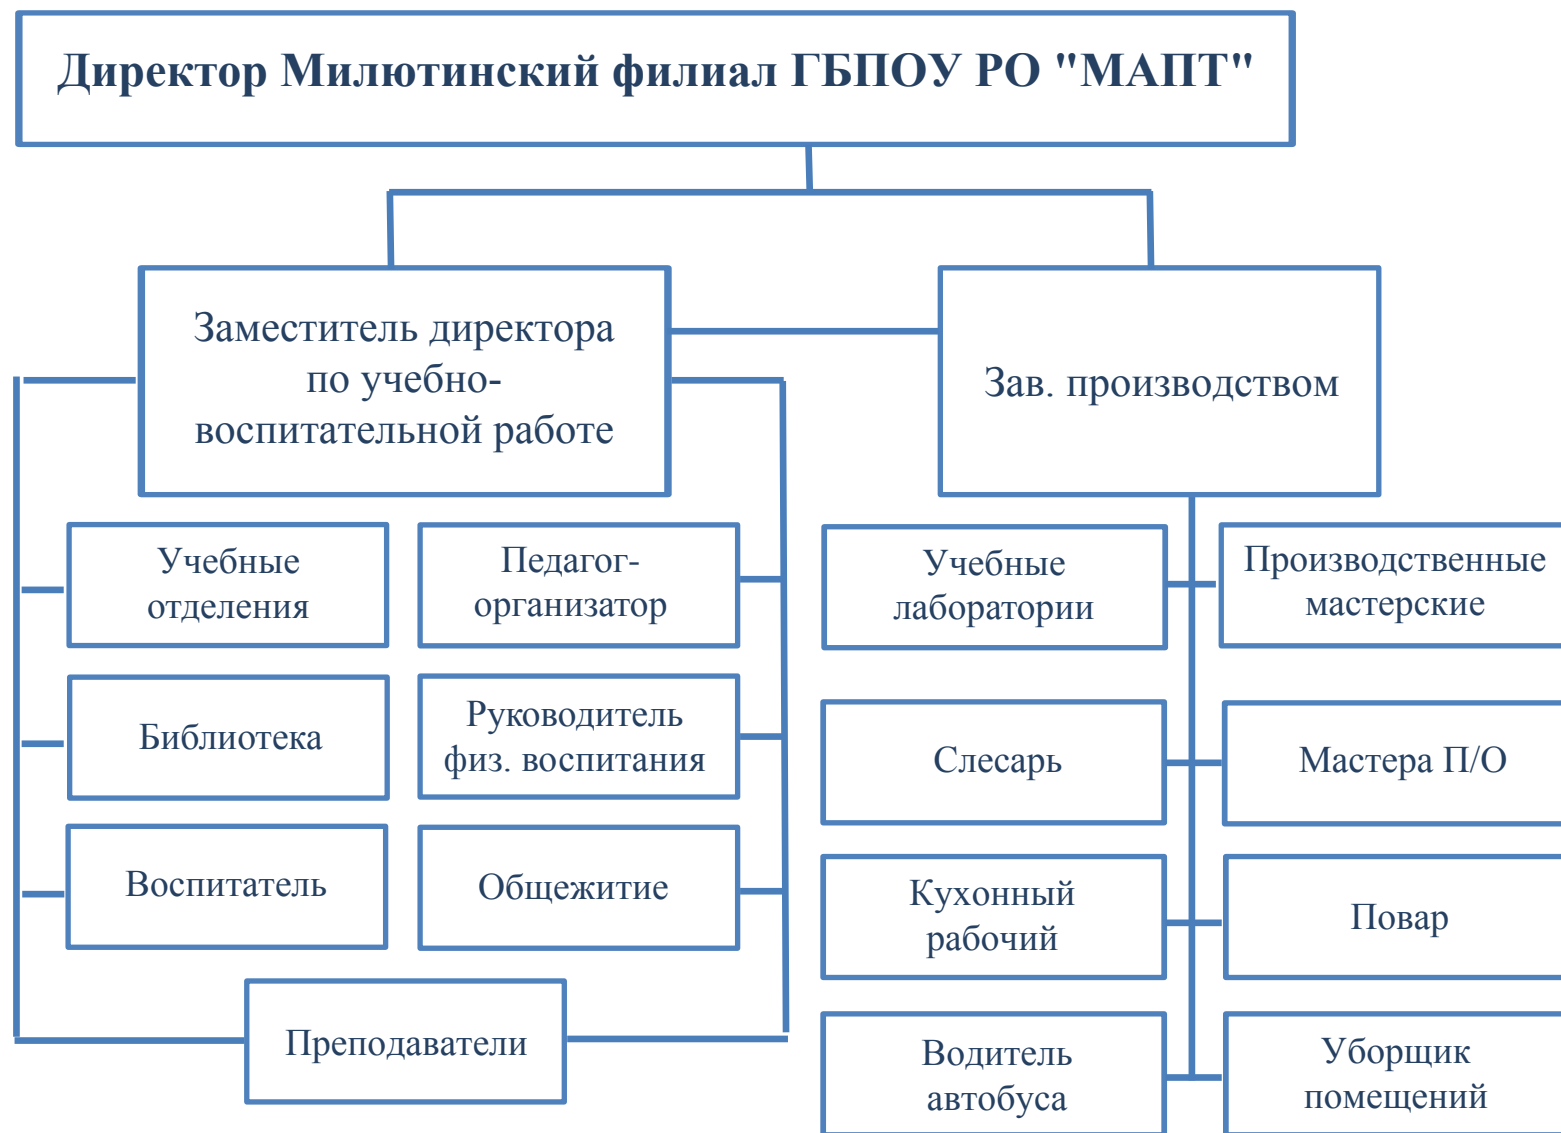 Директор Милютинский филиал ГБПОУ РО "МАПТ"
Заместитель директора
по учебно-
воспитательной работе
Зав. производством
Учебные
отделения
Педагог-
организатор
Библиотека
Руководитель
физ. воспитания
Воспитатель
Общежитие
Преподаватели
Учебные
лаборатории
Производственные
мастерские
Слесарь
Мастера П/О
Кухонный
рабочий
Повар
Водитель
автобуса
Уборщик
помещений